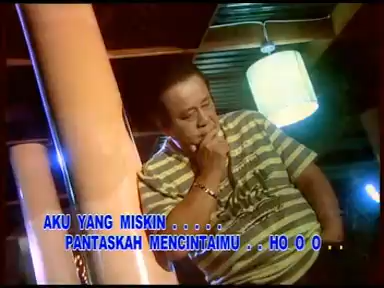 AKU YANG MISKIN . . . . .
PANTASKAH MENCINTAIMU . . HO O O . .